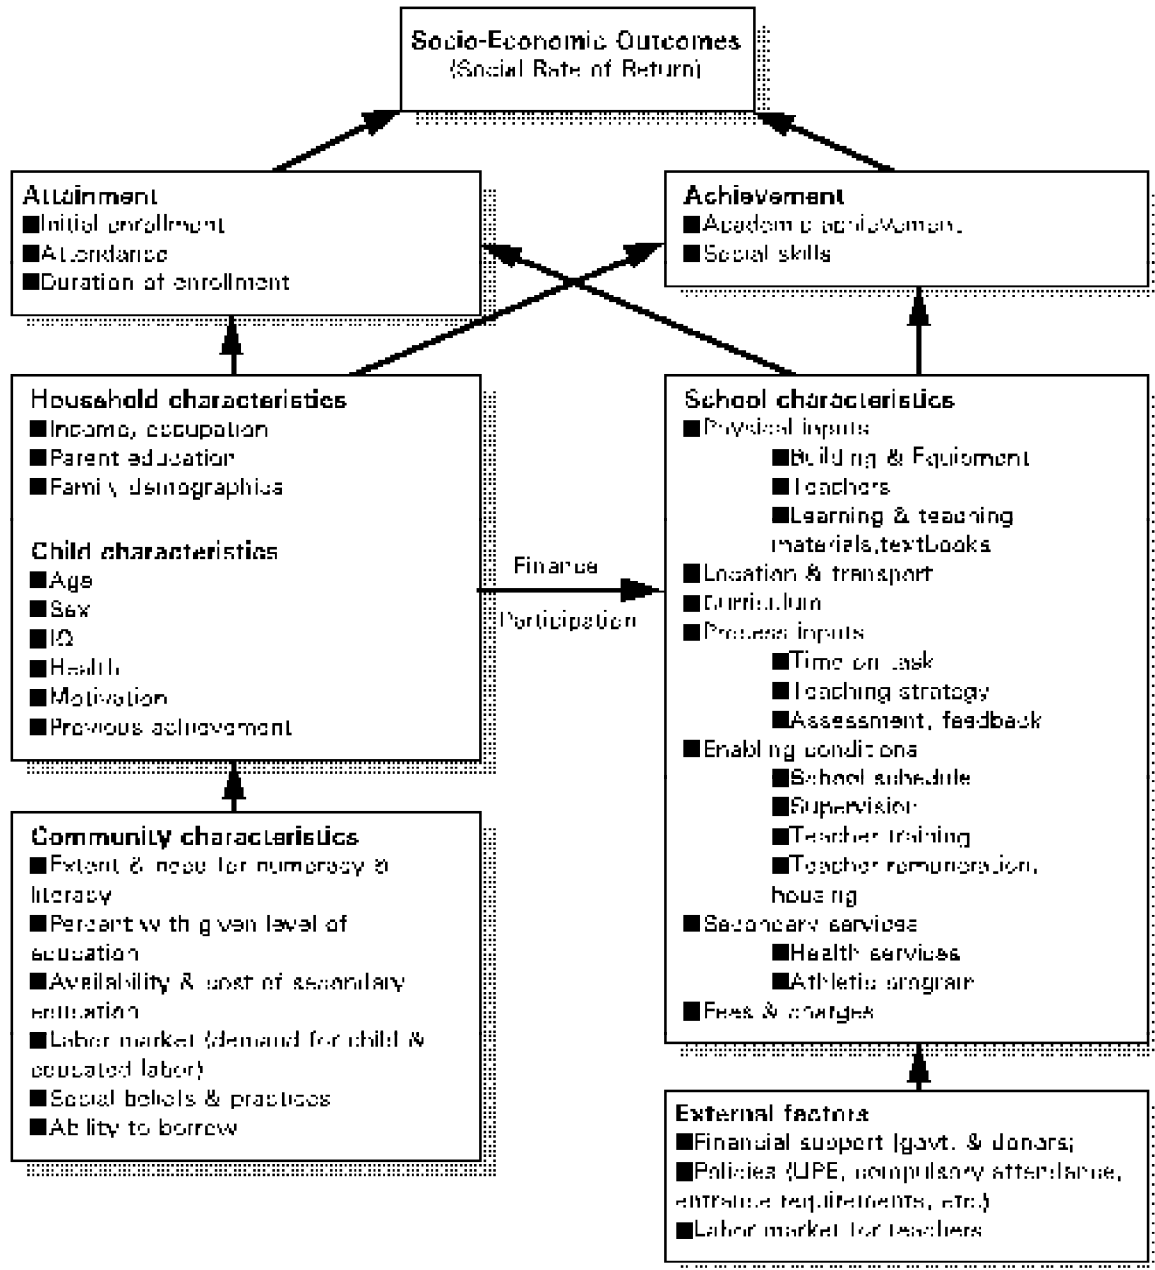 Socio-Economic Outcomes
(Social Rate of Return)
Attainment
■Initial enrollment
■Attendance
■Duration of enrollment
Achievement
■Academic achievement
■Social skills
Household characteristics
■Income, occupation
■Parent education
■Family demographics
Child characteristics
■Age
■Sex
■IQ
■Health
■Motivation
■Previous achievement
Finance
Participation
School characteristics
■Physical inputs
■Building & Equipment
■Teachers
■Learning & teaching
materials,textbooks
■Location & transport
■Curriculum
■Process inputs
■Time on task
■Teaching strategy
■Assessment, feedback
■Enabling conditions
■School schedule
■Supervision
■Teacher training
■Teacher remuneration,
housing
■Secondary services
■Health services
■Athletic program
■Fees & charges
Community characteristics
■Extent & need for numeracy &
literacy
■Percent with given level of
education
■Availability & cost of secondary
education
■Labor market (demand for child &
educated labor)
■Social beliefs & practices
■Ability to borrow
External factors
■Financial support (govt. & donors)
■Policies (UPE, compulsory attendance,
entrance requirements, etc.)
■Labor market for teachers